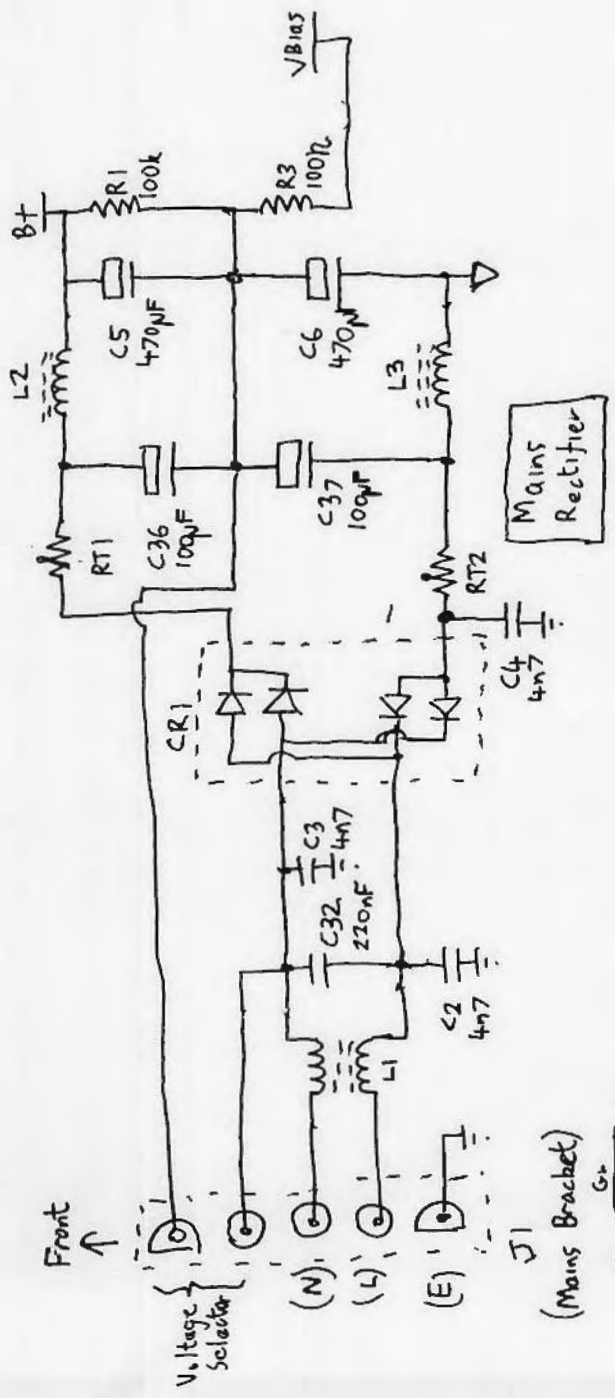 Front
↑
Voltage
Selector
(N)
(L)
(E)
J1
(Mains Bracket)
L1
C32
220nF
C3
4n7
C2
4n7
CR1
C4
4n7
RT1
RT2
C36
100µF
C37
100µF
L2
L3
C5
470µF
C6
470µF
B+
R1
100k
R3
100R
VBias
Mains
Rectifier